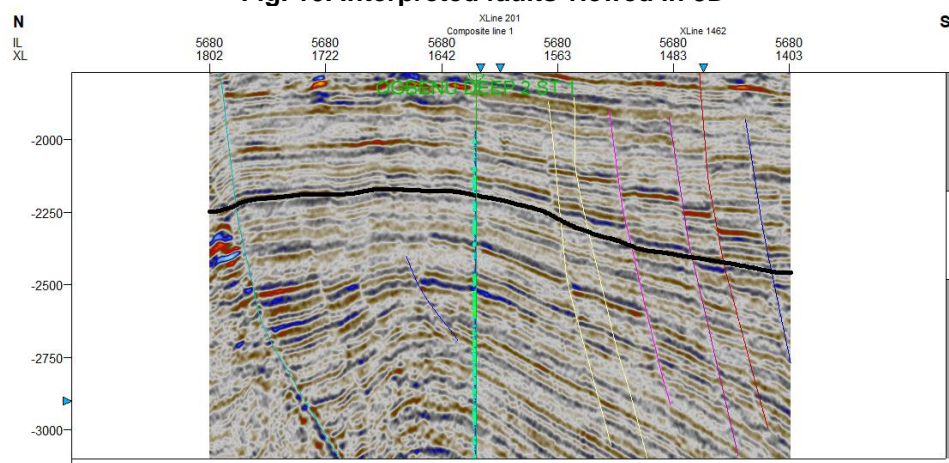 Fig. 10. Interpreted faults viewed in 3D
N S
XLine 201
Composite line 1 XLine 1462
IL 5680 5680 5680 5680 5680 5680
XL 1802 1722 1642 1563 1483 1403
OGBENU DEEP 2 ST 1
-2000
-2250
-2500
-2750
-3000